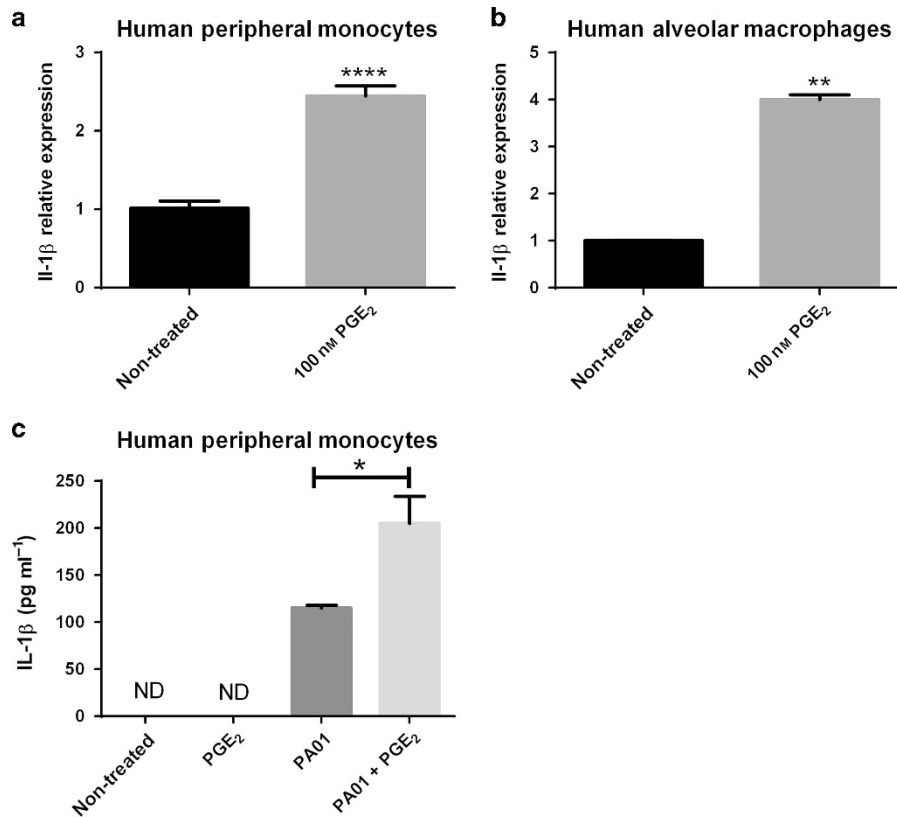 a
Human peripheral monocytes
Il-1β relative expression
3
2
1
0
****
Non-treated
100 nM PGE₂
b
Human alveolar macrophages
Il-1β relative expression
5
4
3
2
1
0
**
Non-treated
100 nM PGE₂
c
Human peripheral monocytes
IL-1β (pg ml⁻¹)
250
200
150
100
50
0
*
ND
ND
Non-treated
PGE₂
PA01
PA01 + PGE₂